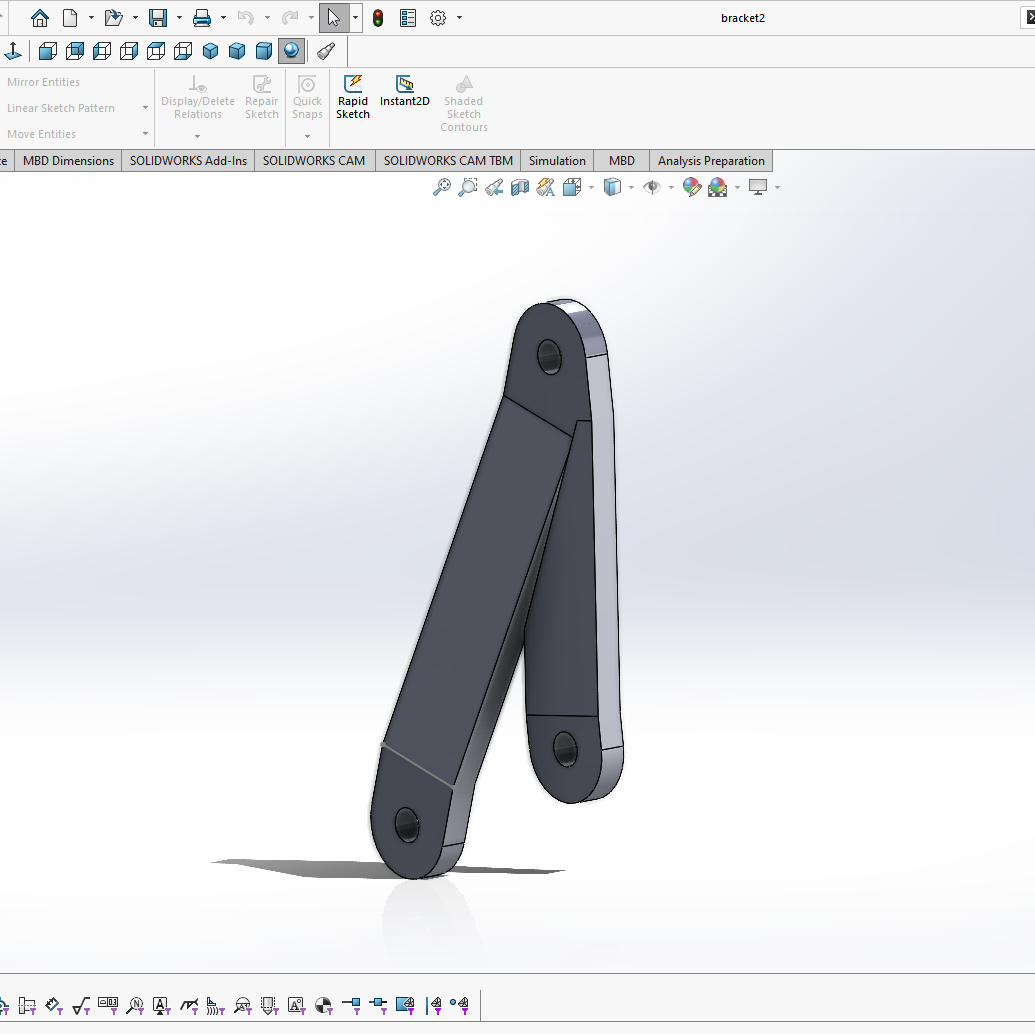 bracket2
Mirror Entities
Linear Sketch Pattern
Move Entities
Display/Delete
Relations
Repair
Sketch
Quick
Snaps
Rapid
Sketch
Instant2D
Shaded
Sketch
Contours
MBD Dimensions
SOLIDWORKS Add-Ins
SOLIDWORKS CAM
SOLIDWORKS CAM TBM
Simulation
MBD
Analysis Preparation